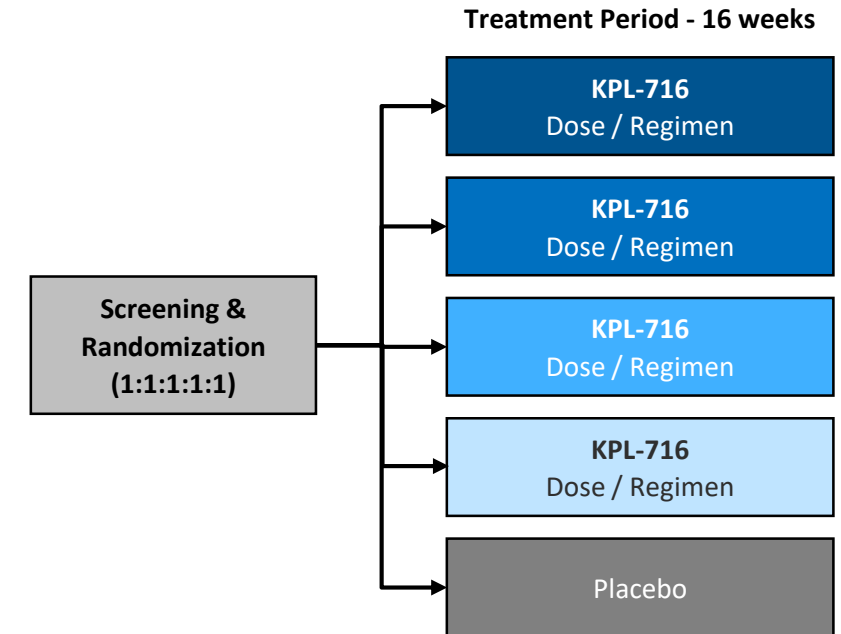 Treatment Period - 16 weeks
KPL-716
Dose / Regimen
KPL-716
Dose / Regimen
Screening &
Randomization
(1:1:1:1:1)
KPL-716
Dose / Regimen
KPL-716
Dose / Regimen
Placebo